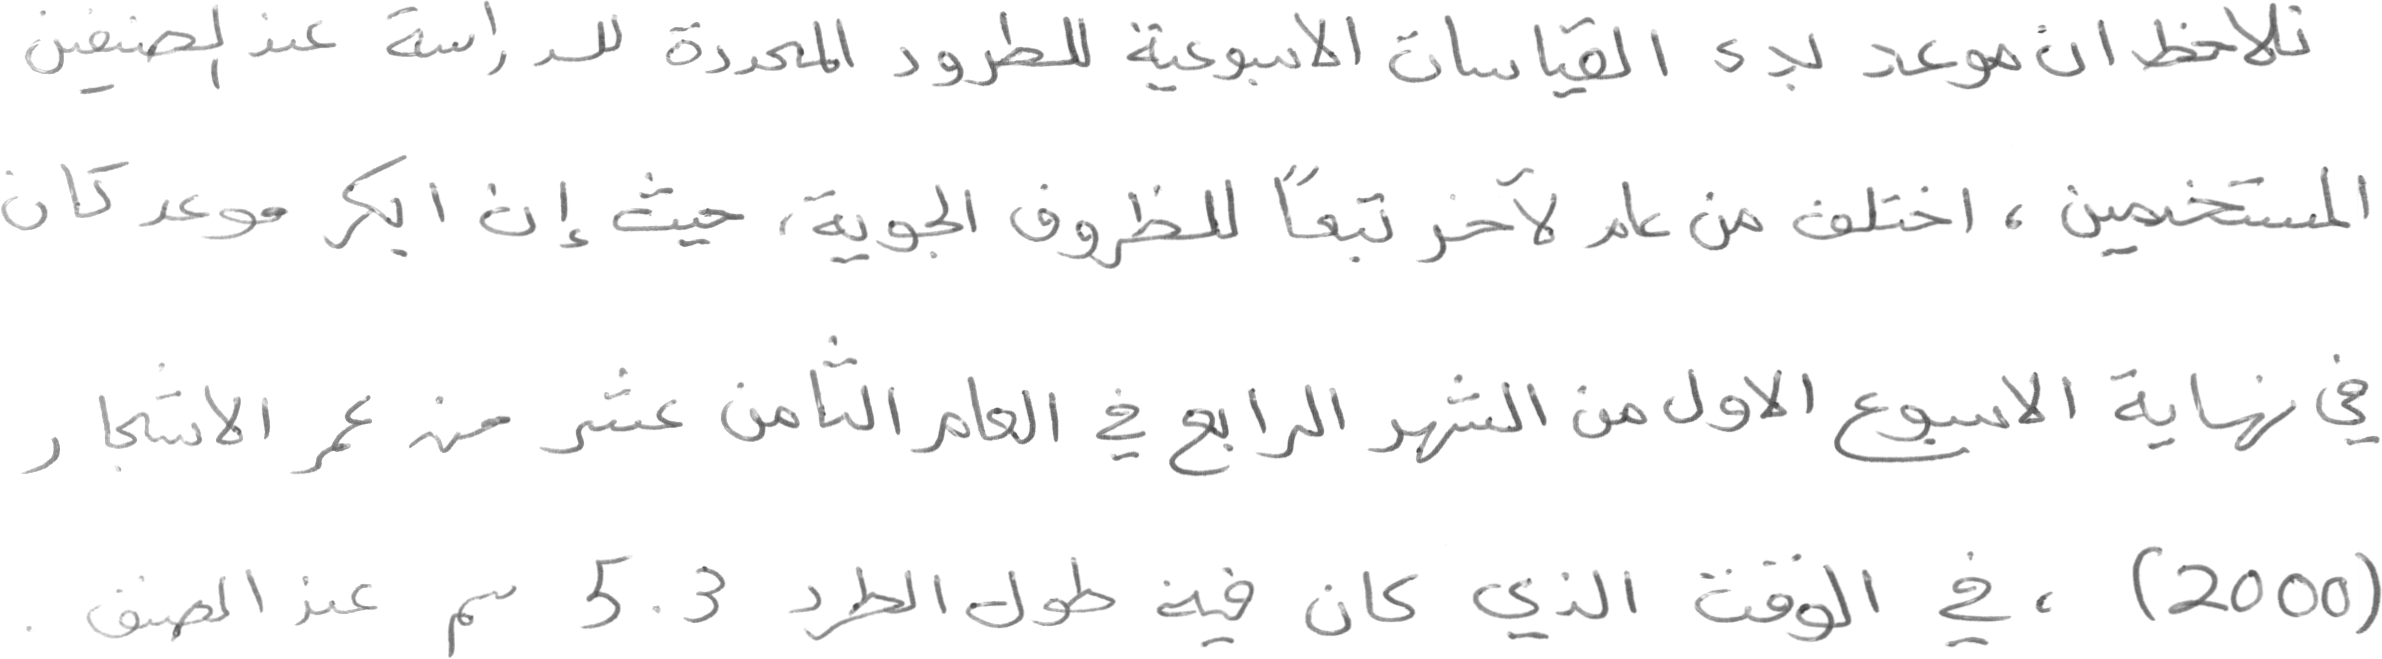 نلاحظ ان موعد بدء القياسات الاسبوعية للطرود المحددة للدراسة عند الصنفين
المستخدمين ، اختلف من عام لآخر تبعاً للظروف الجوية، حيث إن ابكر موعد كان
في نهاية الاسبوع الاول من الشهر الرابع في العام الثامن عشر من عمر الاشجار
(2000) ، في الوقت الذي كان فيه طول الطرد 5.3 سم عند الصنف .